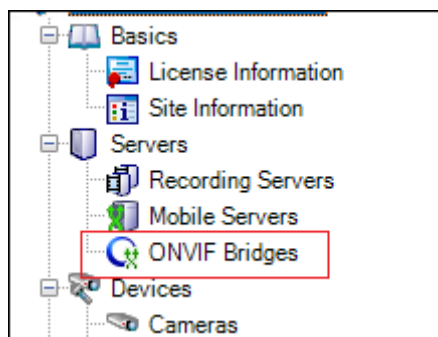 Basics
License Information
Site Information
Servers
Recording Servers
Mobile Servers
ONVIF Bridges
Devices
Cameras